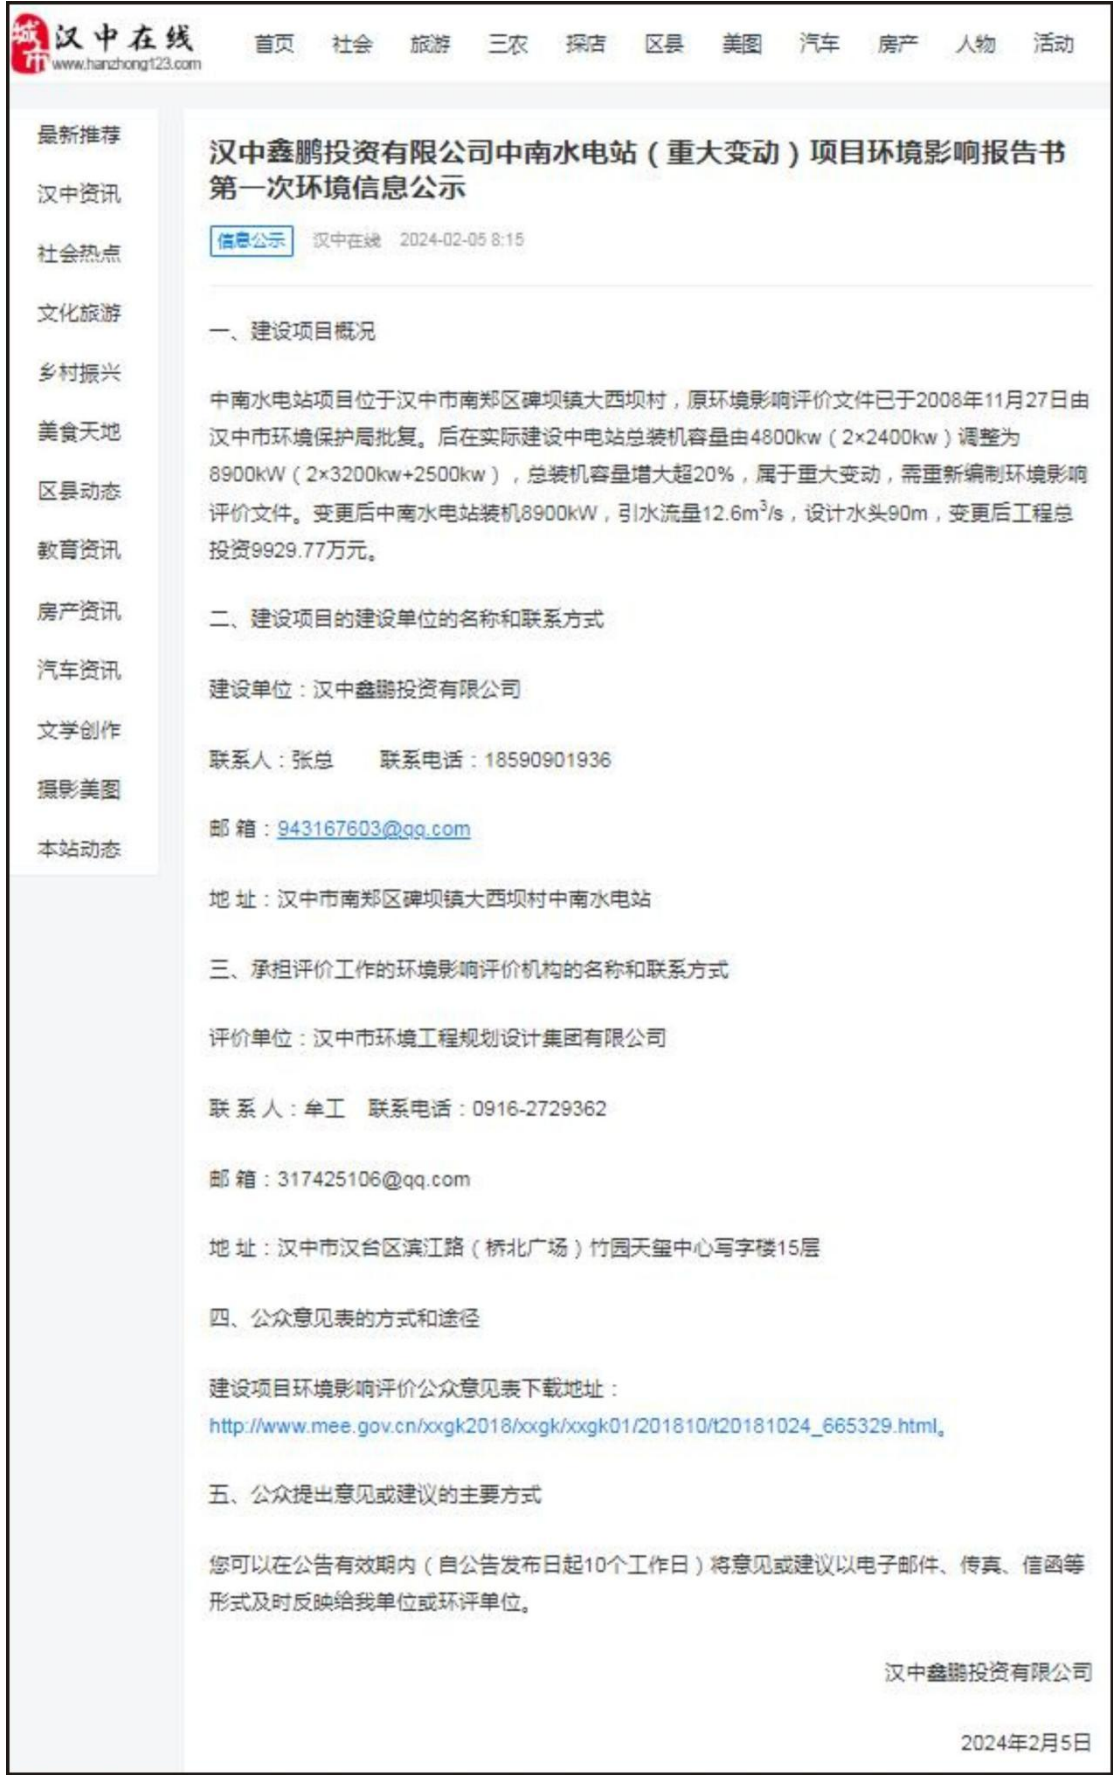 城市
汉中在线
www.hanzhong123.com
首页 社会 旅游 三农 探店 区县 美图 汽车 房产 人物 活动
最新推荐
汉中资讯
社会热点
文化旅游
乡村振兴
美食天地
区县动态
教育资讯
房产资讯
汽车资讯
文学创作
摄影美图
本站动态
汉中鑫鹏投资有限公司中南水电站（重大变动）项目环境影响报告书
第一次环境信息公示
信息公示 汉中在线 2024-02-05 8:15
一、建设项目概况
中南水电站项目位于汉中市南郑区碑坝镇大西坝村，原环境影响评价文件已于2008年11月27日由
汉中市环境保护局批复。后在实际建设中电站总装机容量由4800kw（2×2400kw）调整为
8900kW（2×3200kw+2500kw），总装机容量增大超20%，属于重大变动，需重新编制环境影响
评价文件。变更后中南水电站装机8900kW，引水流量12.6m³/s，设计水头90m，变更后工程总
投资9929.77万元。
二、建设项目的建设单位的名称和联系方式
建设单位：汉中鑫鹏投资有限公司
联系人：张总 联系电话：18590901936
邮 箱：943167603@qq.com
地 址：汉中市南郑区碑坝镇大西坝村中南水电站
三、承担评价工作的环境影响评价机构的名称和联系方式
评价单位：汉中市环境工程规划设计集团有限公司
联 系 人：牟工 联系电话：0916-2729362
邮 箱：317425106@qq.com
地 址：汉中市汉台区滨江路（桥北广场）竹园天玺中心写字楼15层
四、公众意见表的方式和途径
建设项目环境影响评价公众意见表下载地址：
http://www.mee.gov.cn/xxgk2018/xxgk/xxgk01/201810/t20181024_665329.html。
五、公众提出意见或建议的主要方式
您可以在公告有效期内（自公告发布日起10个工作日）将意见或建议以电子邮件、传真、信函等
形式及时反映给我单位或环评单位。
汉中鑫鹏投资有限公司
2024年2月5日